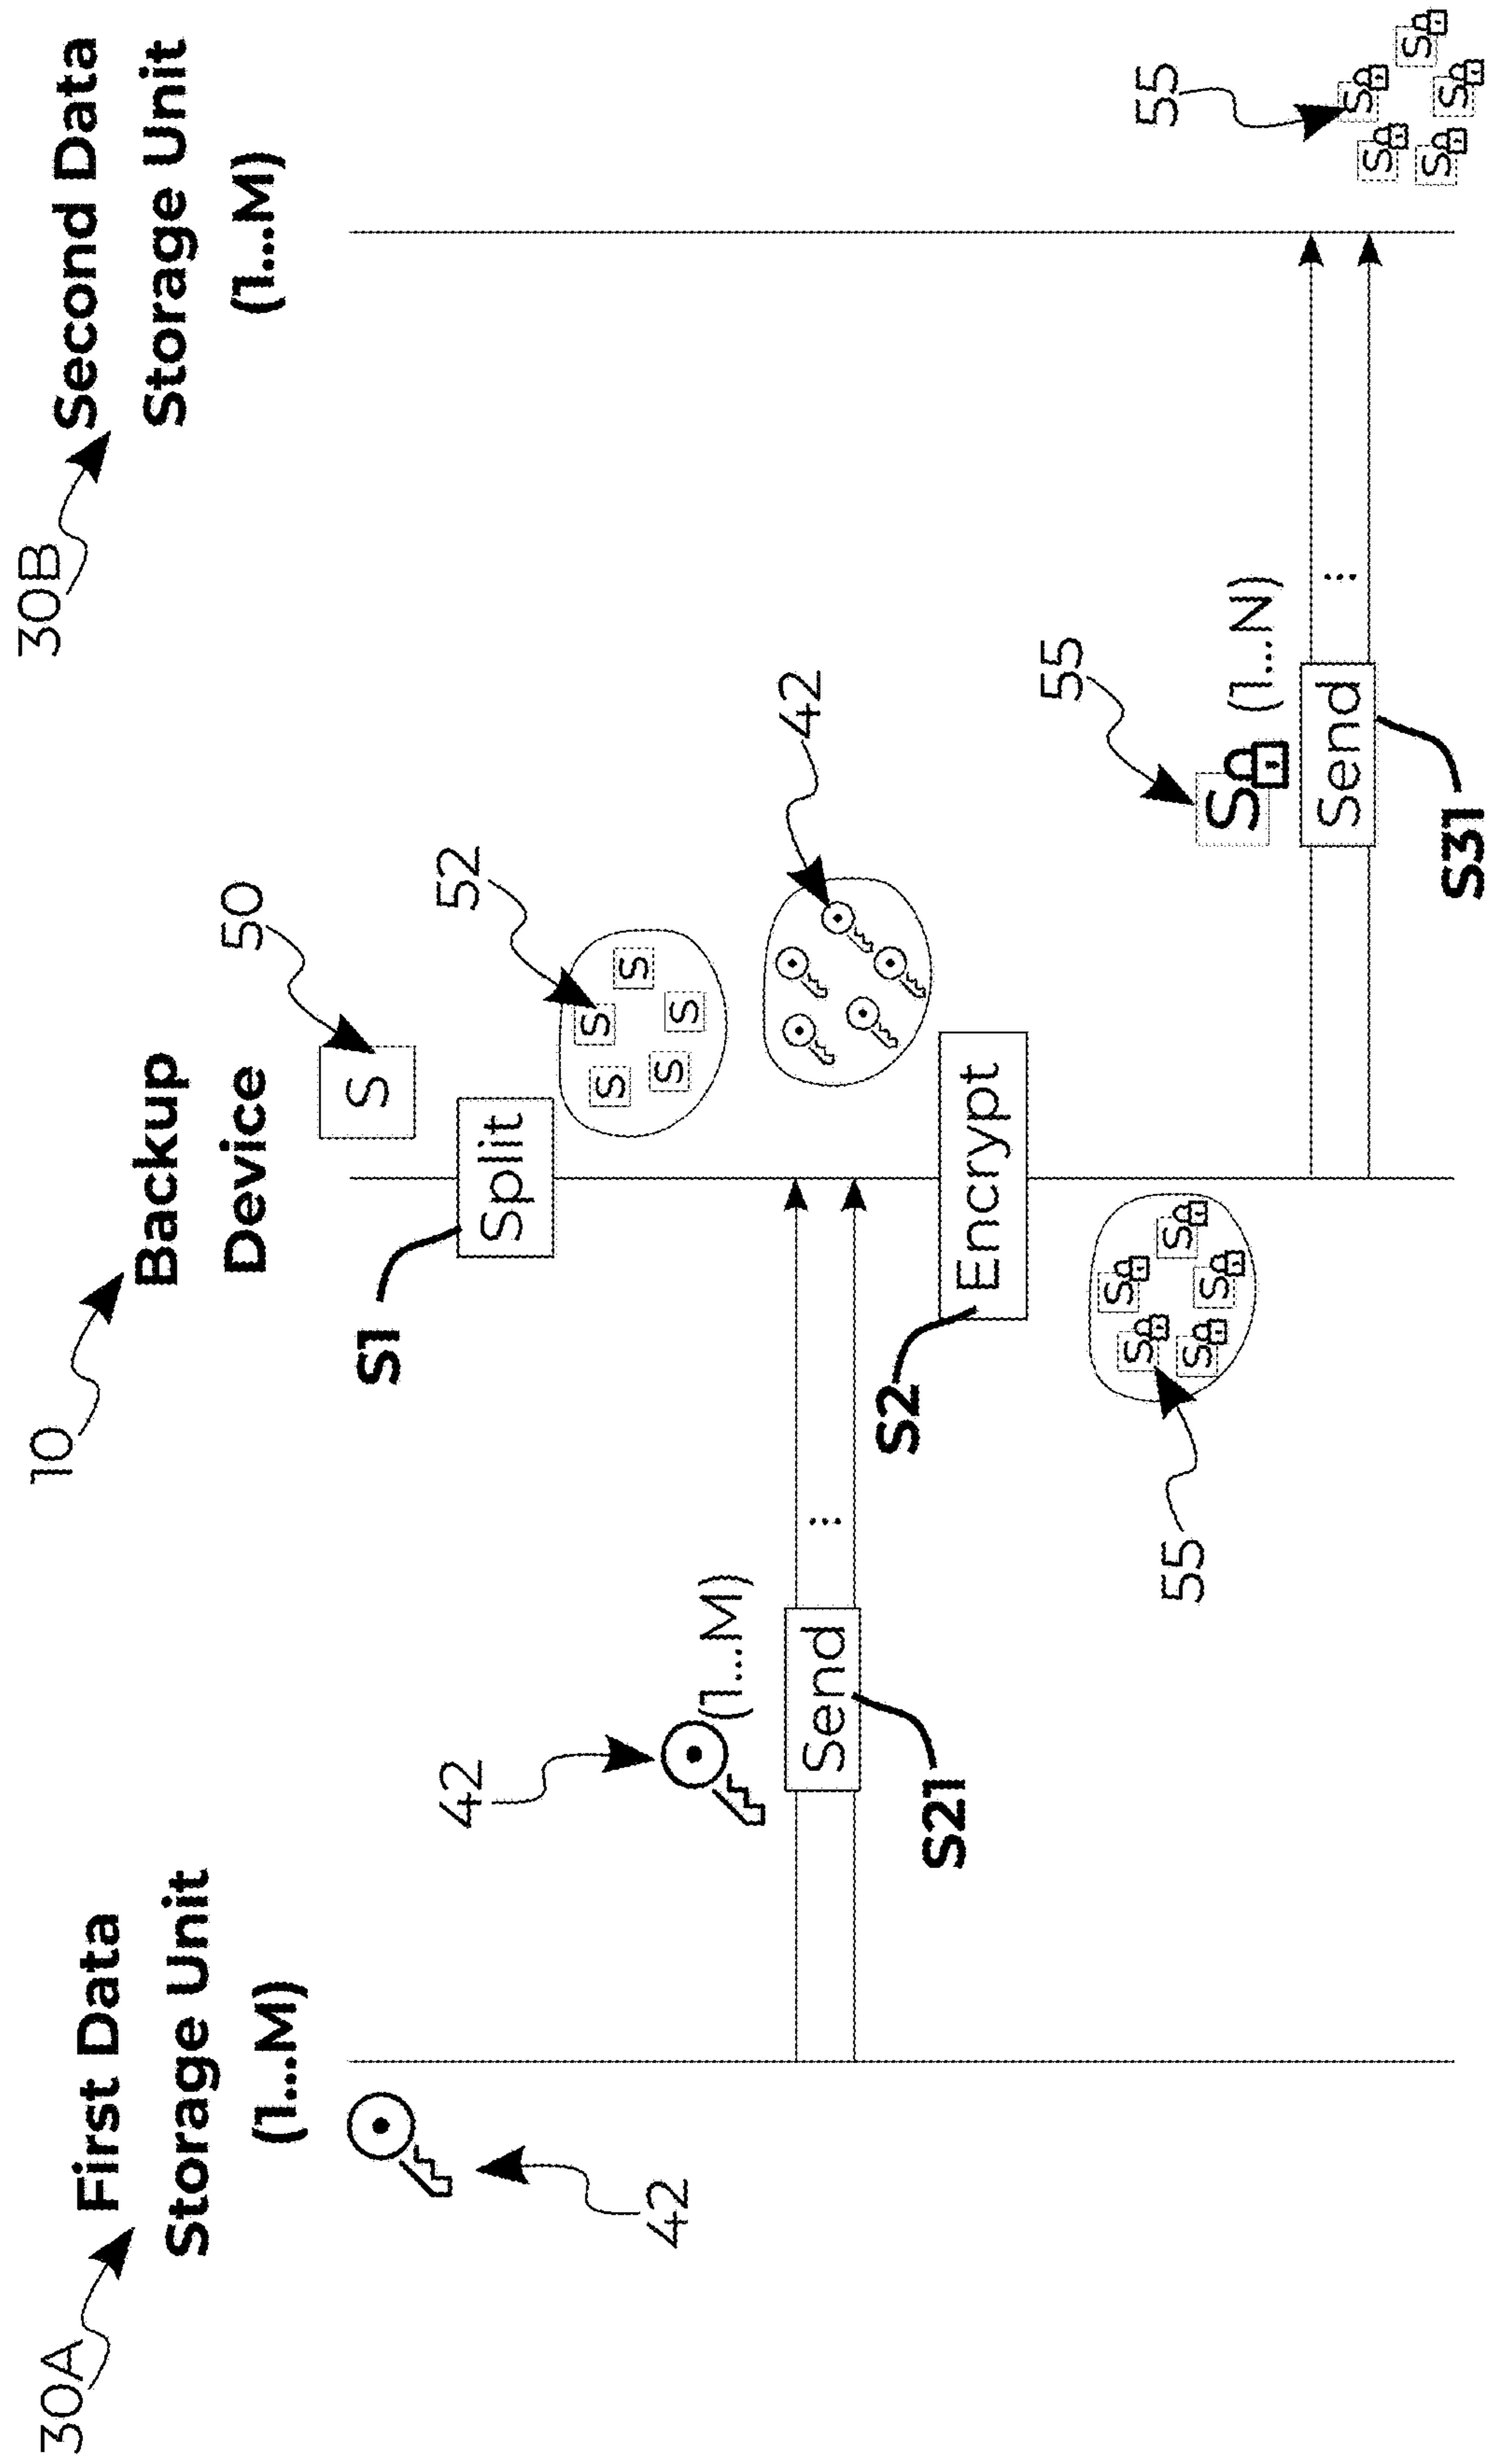 30A
First Data
Storage Unit
(1...M)
10
Backup
Device
30B
Second Data
Storage Unit
(1...M)
42
50
S
S1
Split
52
S
S
S
S
S
42
(1...M)
Send
...
S21
42
S2
Encrypt
55
S
S
S
S
S
55
S
(1...N)
Send
...
S31
55
S
S
S
S
S